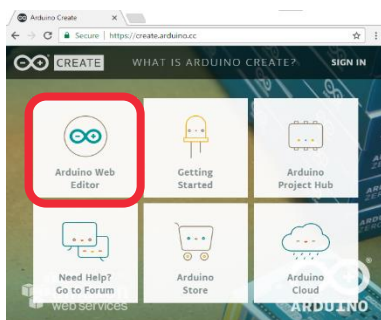 Arduino Create
Secure | https://create.arduino.cc
CREATE WHAT IS ARDUINO CREATE? SIGN IN
Arduino Web
Editor
Getting
Started
Arduino
Project Hub
Need Help?
Go to Forum
Arduino
Store
Arduino
Cloud
web services
ARDUINO